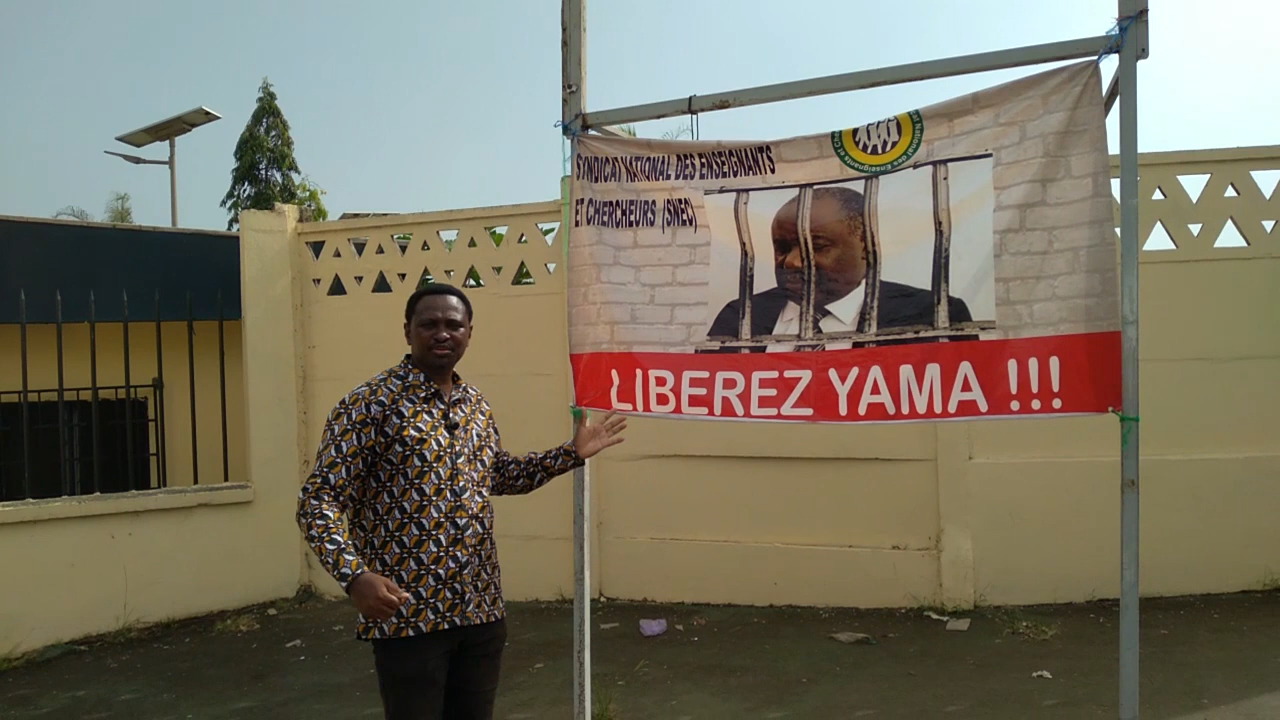 SYNDICAT NATIONAL DES ENSEIGNANTS
ET CHERCHEURS (SNEC)
LIBEREZ YAMA !!!